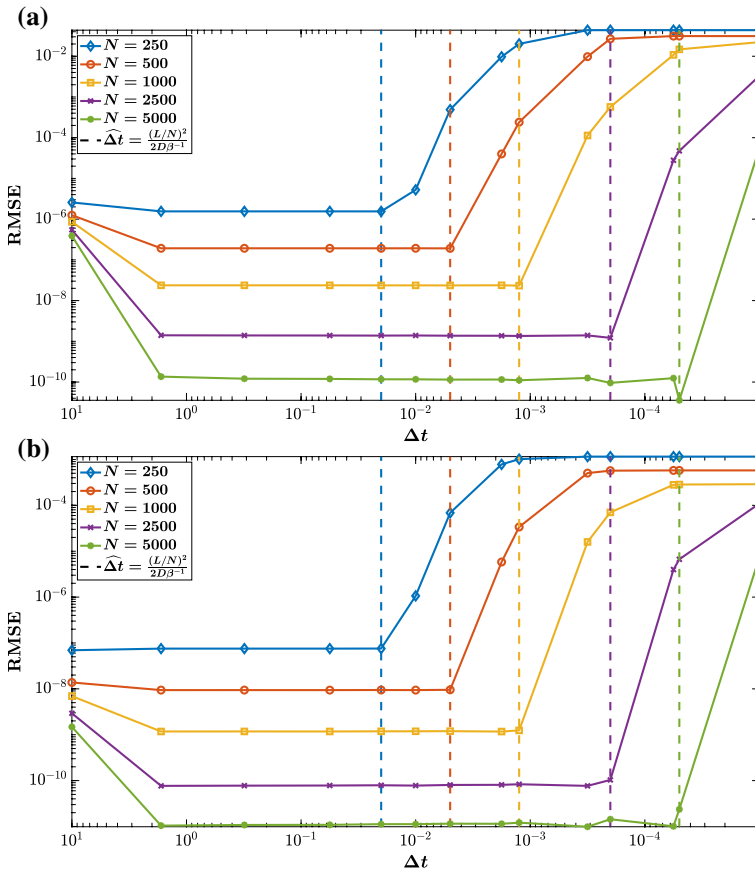 (a)
10⁻²
10⁻⁴
10⁻⁶
10⁻⁸
10⁻¹⁰
RMSE
N = 250
N = 500
N = 1000
N = 2500
N = 5000
\widehat{Δt} = (L/N)² / 2Dβ⁻¹
10¹ 10⁰ 10⁻¹ 10⁻² 10⁻³ 10⁻⁴
Δt
(b)
10⁻⁴
10⁻⁶
10⁻⁸
10⁻¹⁰
RMSE
N = 250
N = 500
N = 1000
N = 2500
N = 5000
\widehat{Δt} = (L/N)² / 2Dβ⁻¹
10¹ 10⁰ 10⁻¹ 10⁻² 10⁻³ 10⁻⁴
Δt